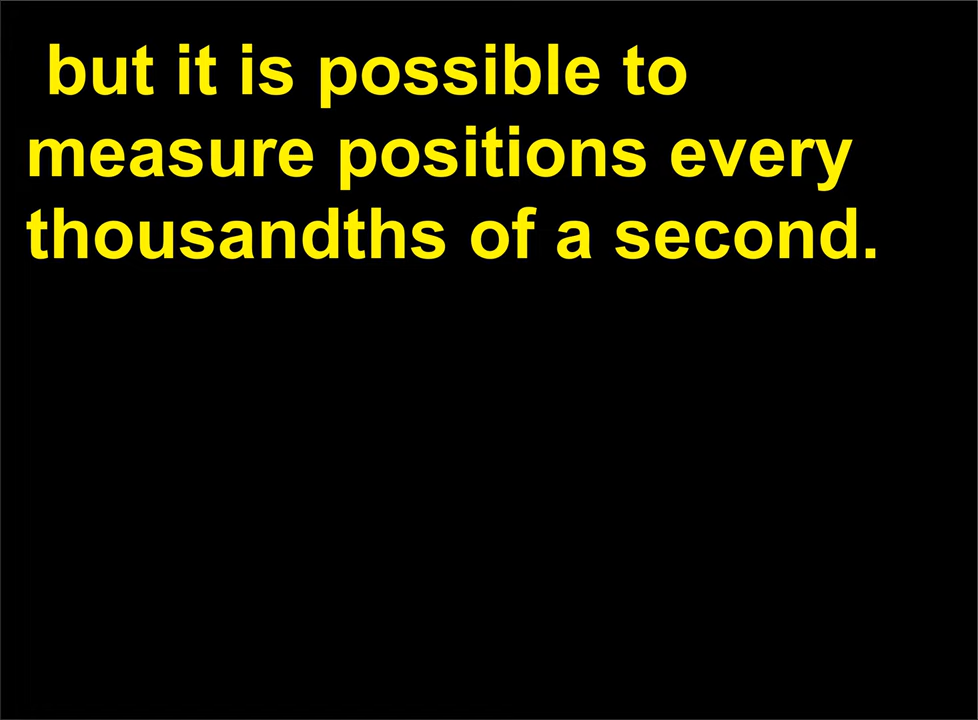 but it is possible to
measure positions every
thousandths of a second.